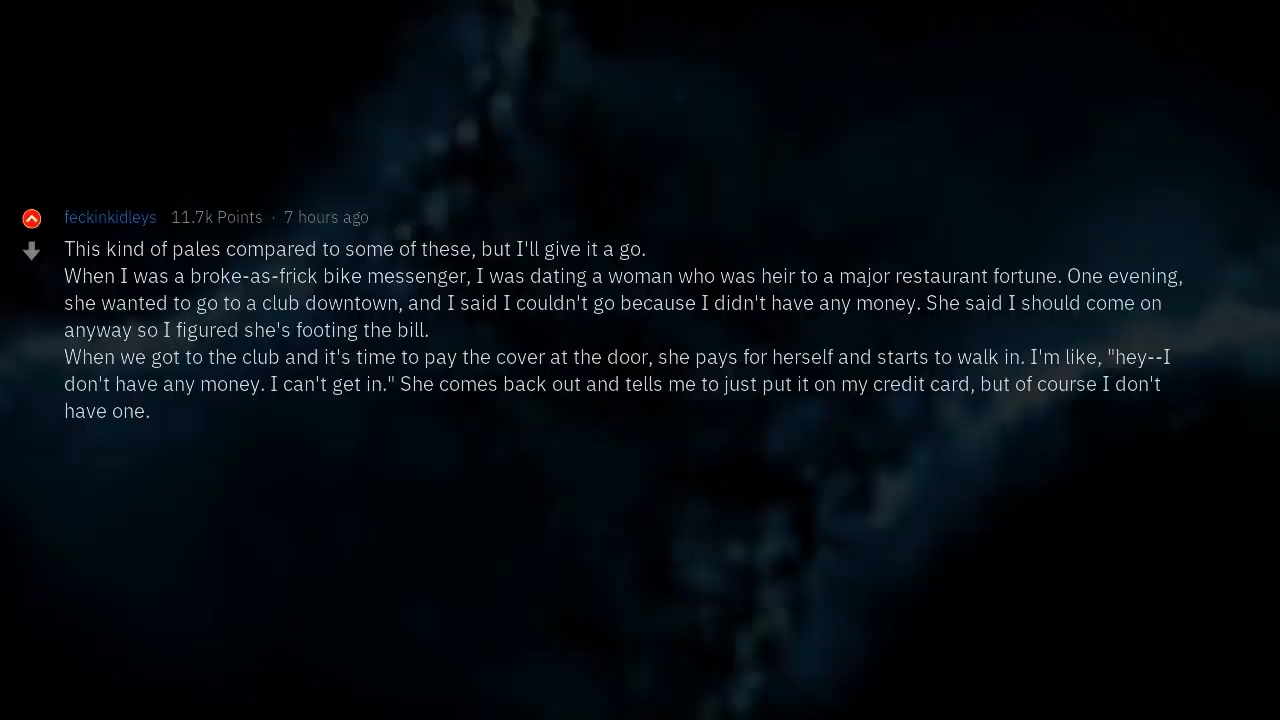 feckinkidleys 11.7k Points · 7 hours ago
This kind of pales compared to some of these, but I'll give it a go.
When I was a broke-as-frick bike messenger, I was dating a woman who was heir to a major restaurant fortune. One evening,
she wanted to go to a club downtown, and I said I couldn't go because I didn't have any money. She said I should come on
anyway so I figured she's footing the bill.
When we got to the club and it's time to pay the cover at the door, she pays for herself and starts to walk in. I'm like, "hey--I
don't have any money. I can't get in." She comes back out and tells me to just put it on my credit card, but of course I don't
have one.